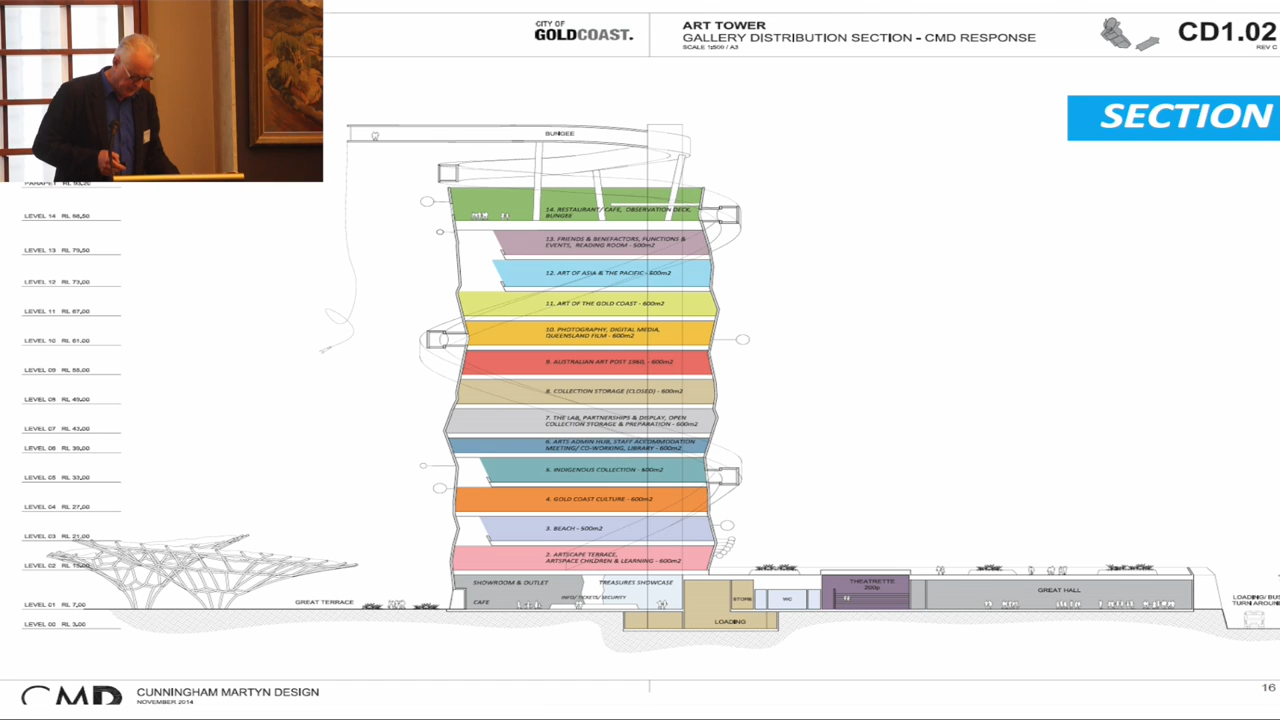 CITY OF
GOLDCOAST.
ART TOWER
GALLERY DISTRIBUTION SECTION - CMD RESPONSE
SCALE 1:500 / A3
CD1.02
REV C
SECTION
BUNGEE
LEVEL 14 RL 88,50
14. RESTAURANT/CAFE, OBSERVATION DECK,
BUNGEE
13. FRIENDS & BENEFACTORS, FUNCTIONS &
EVENTS, READING ROOM - 500m2
LEVEL 13 RL 79,50
12. ART OF ASIA & THE PACIFIC - 500m2
LEVEL 12 RL 73,00
11. ART OF THE GOLD COAST - 600m2
LEVEL 11 RL 67,00
10. PHOTOGRAPHY, DIGITAL MEDIA,
QUEENSLAND FILM - 600m2
LEVEL 10 RL 61,00
9. AUSTRALIAN ART POST 1960, - 600m2
LEVEL 09 RL 55,00
8. COLLECTION STORAGE (CLOSED) - 600m2
LEVEL 08 RL 49,00
7. THE LAB, PARTNERSHIPS & DISPLAY, OPEN
COLLECTION STORAGE & PREPARATION - 600m2
LEVEL 07 RL 43,00
6. ARTS ADMIN HUB, STAFF ACCOMMODATION
MEETING/ CO-WORKING, LIBRARY - 600m2
LEVEL 06 RL 39,00
5. INDIGENOUS COLLECTION - 500m2
LEVEL 05 RL 33,00
4. GOLD COAST CULTURE - 600m2
LEVEL 04 RL 27,00
3. BEACH - 500m2
LEVEL 03 RL 21,00
2. ARTSCAPE TERRACE,
ARTSPACE CHILDREN & LEARNING - 600m2
LEVEL 02 RL 15,00
SHOWROOM & OUTLET
TREASURES SHOWCASE
THEATRETTE
200p
GREAT HALL
INFO/ TICKETS/ SECURITY
STORE
WC
CAFE
GREAT TERRACE
LEVEL 01 RL 7,00
LOADING/ BUS
TURN AROUND
LOADING
LEVEL 00 RL 3,00
CMD
CUNNINGHAM MARTYN DESIGN
NOVEMBER 2014
16